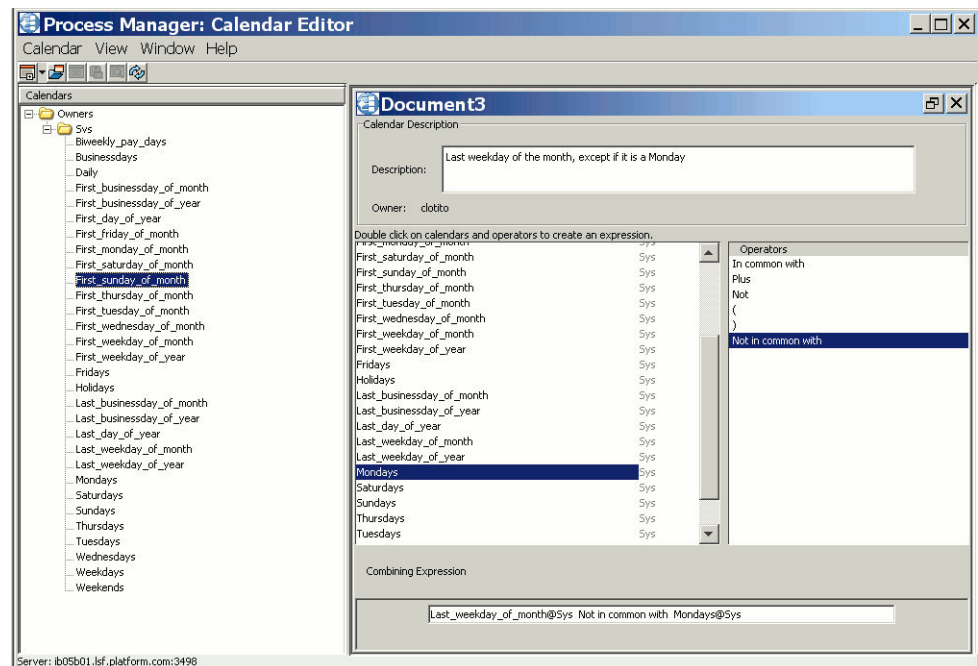 Process Manager: Calendar Editor
Calendar View Window Help
Calendars
Owners
Sys
Biweekly_pay_days
Businessdays
Daily
First_businessday_of_month
First_businessday_of_year
First_day_of_year
First_friday_of_month
First_monday_of_month
First_saturday_of_month
First_sunday_of_month
First_thursday_of_month
First_tuesday_of_month
First_wednesday_of_month
First_weekday_of_month
First_weekday_of_year
Fridays
Holidays
Last_businessday_of_month
Last_businessday_of_year
Last_day_of_year
Last_weekday_of_month
Last_weekday_of_year
Mondays
Saturdays
Sundays
Thursdays
Tuesdays
Wednesdays
Weekdays
Weekends
Document3
Calendar Description
Description: Last weekday of the month, except if it is a Monday
Owner: clotito
Double click on calendars and operators to create an expression.
First_monday_of_month Sys
First_saturday_of_month Sys
First_sunday_of_month Sys
First_thursday_of_month Sys
First_tuesday_of_month Sys
First_wednesday_of_month Sys
First_weekday_of_month Sys
First_weekday_of_year Sys
Fridays Sys
Holidays Sys
Last_businessday_of_month Sys
Last_businessday_of_year Sys
Last_day_of_year Sys
Last_weekday_of_month Sys
Last_weekday_of_year Sys
Mondays Sys
Saturdays Sys
Sundays Sys
Thursdays Sys
Tuesdays Sys
Operators
In common with
Plus
Not
(
)
Not in common with
Combining Expression
Last_weekday_of_month@Sys Not in common with Mondays@Sys
Server: ib05b01.lsf.platform.com:3498